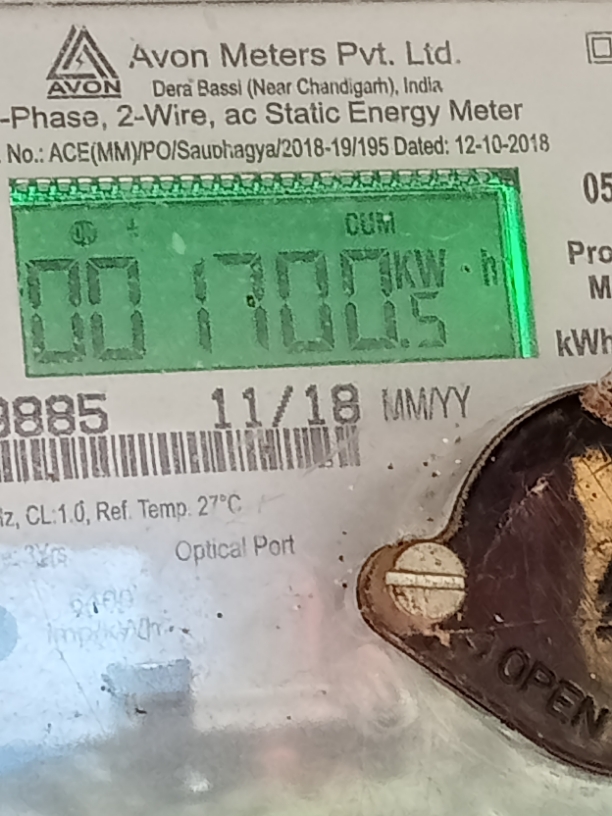 Avon Meters Pvt. Ltd.
AVON
Dera Bassi (Near Chandigarh), India
-Phase, 2-Wire, ac Static Energy Meter
No.: ACE(MM)/PO/Saubhagya/2018-19/195 Dated: 12-10-2018
05
CUM
001700.5 KW h
Pro
M
kWh
885 11/18 MM/YY
z, CL:1.0, Ref. Temp. 27°C
Optical Port
OPEN